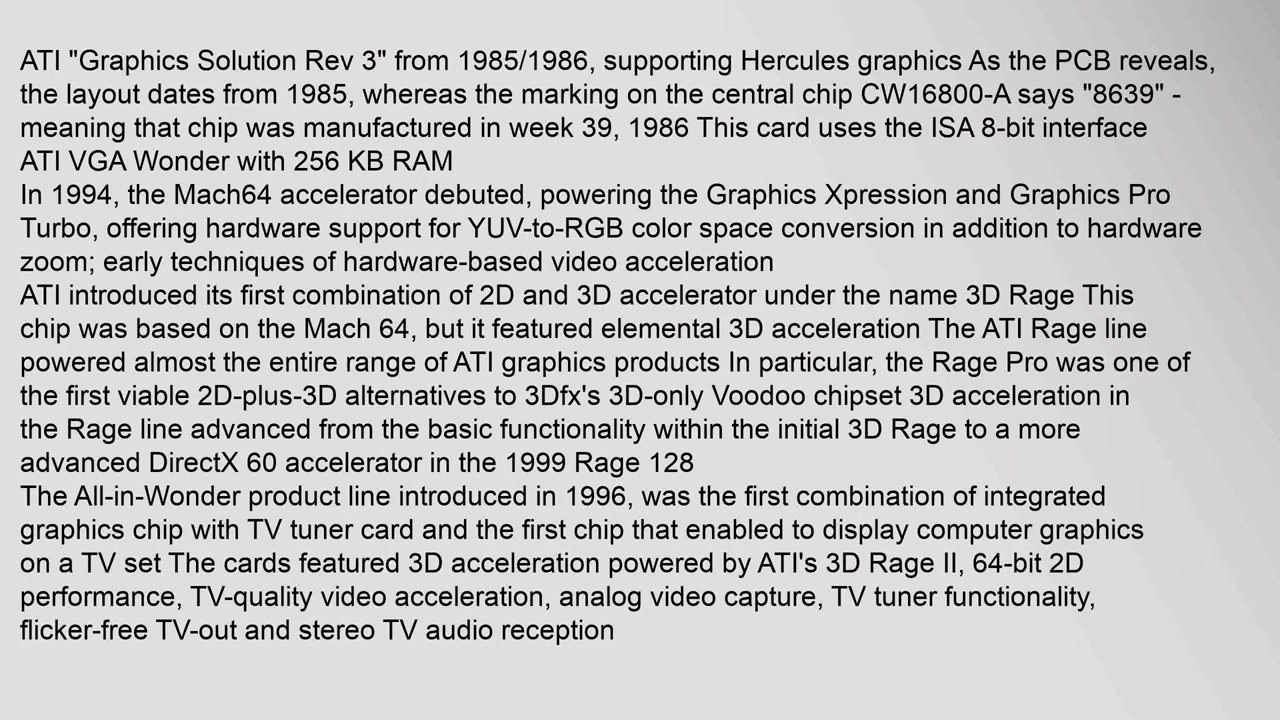 ATI "Graphics Solution Rev 3" from 1985/1986, supporting Hercules graphics As the PCB reveals,
the layout dates from 1985, whereas the marking on the central chip CW16800-A says "8639" -
meaning that chip was manufactured in week 39, 1986 This card uses the ISA 8-bit interface
ATI VGA Wonder with 256 KB RAM
In 1994, the Mach64 accelerator debuted, powering the Graphics Xpression and Graphics Pro
Turbo, offering hardware support for YUV-to-RGB color space conversion in addition to hardware
zoom; early techniques of hardware-based video acceleration
ATI introduced its first combination of 2D and 3D accelerator under the name 3D Rage This
chip was based on the Mach 64, but it featured elemental 3D acceleration The ATI Rage line
powered almost the entire range of ATI graphics products In particular, the Rage Pro was one of
the first viable 2D-plus-3D alternatives to 3Dfx's 3D-only Voodoo chipset 3D acceleration in
the Rage line advanced from the basic functionality within the initial 3D Rage to a more
advanced DirectX 60 accelerator in the 1999 Rage 128
The All-in-Wonder product line introduced in 1996, was the first combination of integrated
graphics chip with TV tuner card and the first chip that enabled to display computer graphics
on a TV set The cards featured 3D acceleration powered by ATI's 3D Rage II, 64-bit 2D
performance, TV-quality video acceleration, analog video capture, TV tuner functionality,
flicker-free TV-out and stereo TV audio reception